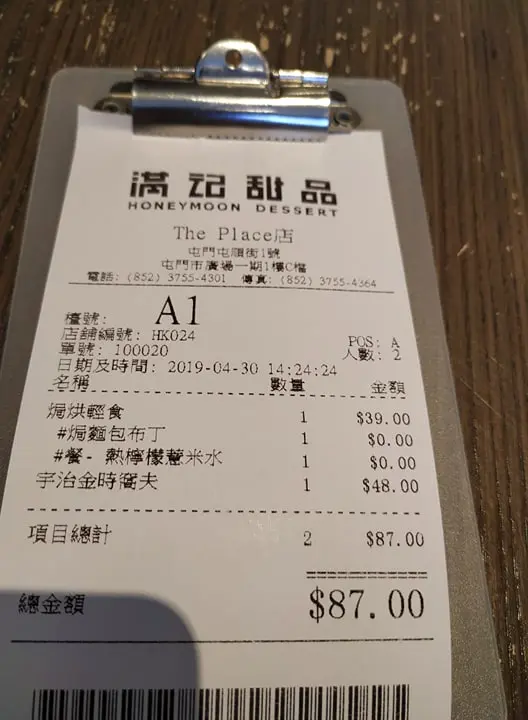 滿記甜品
HONEYMOON DESSERT
The Place店
屯門屯順街1號
屯門市廣場一期1樓C檔
電話: (852) 3755-4301 傳真: (852) 3755-4364
檯號: A1
店舖編號: HK024 POS: A
單號: 100020 人數: 2
日期及時間: 2019-04-30 14:24:24
名稱 數量 金額
焗烘輕食 1 $39.00
#焗麵包布丁 1 $0.00
#餐- 熱檸檬薏米水 1 $0.00
宇治金時窩夫 1 $48.00
項目總計 2 $87.00
總金額 $87.00